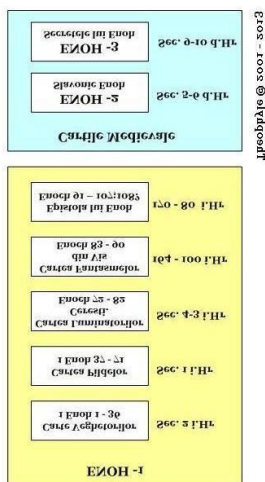 ENOH -1
Carte Veghetorilor
1 Enoh 1 - 36
Sec. 2 i.Hr
Cartea Pildelor
1 Enoh 37 - 71
Sec. 1 i.Hr
Cartea Luminatorilor
Ceresti.
Enoch 72 - 82
Sec. 4-3 i.Hr
Cartea Fantasmelor
din Vis
Enoch 83 - 90
164 - 100 i.Hr
Epistola lui Enoh
Enoch 91 – 107;108?
170 - 80 i.Hr
Cartile Medievale
ENOH -2
Slavonic Enoh
Sec. 5-6 d.Hr
ENOH -3
Secretele lui Enoh
Sec. 9-10 d.Hr
Theophyle @ 2001 - 2013